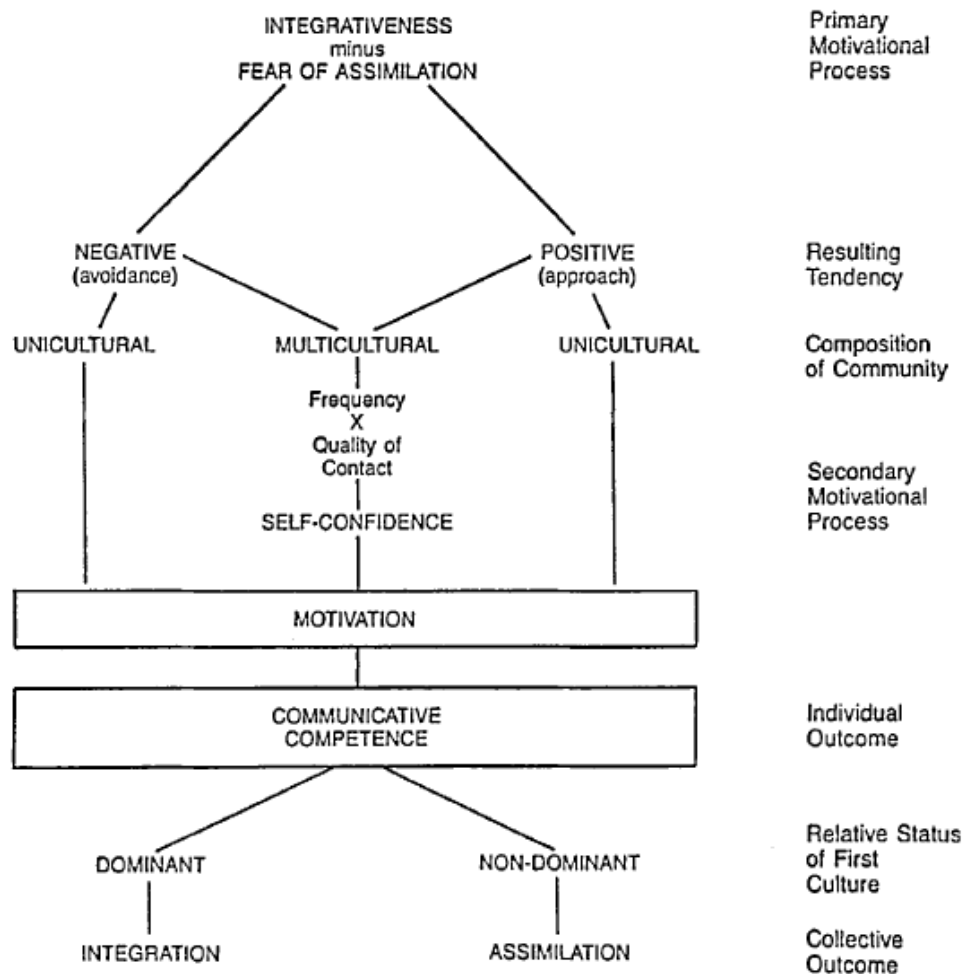 INTEGRATIVENESS
minus
FEAR OF ASSIMILATION
Primary
Motivational
Process
NEGATIVE
(avoidance)
POSITIVE
(approach)
Resulting
Tendency
UNICULTURAL
MULTICULTURAL
UNICULTURAL
Composition
of Community
Frequency
X
Quality of
Contact
SELF-CONFIDENCE
Secondary
Motivational
Process
MOTIVATION
COMMUNICATIVE
COMPETENCE
Individual
Outcome
DOMINANT
NON-DOMINANT
Relative Status
of First
Culture
INTEGRATION
ASSIMILATION
Collective
Outcome